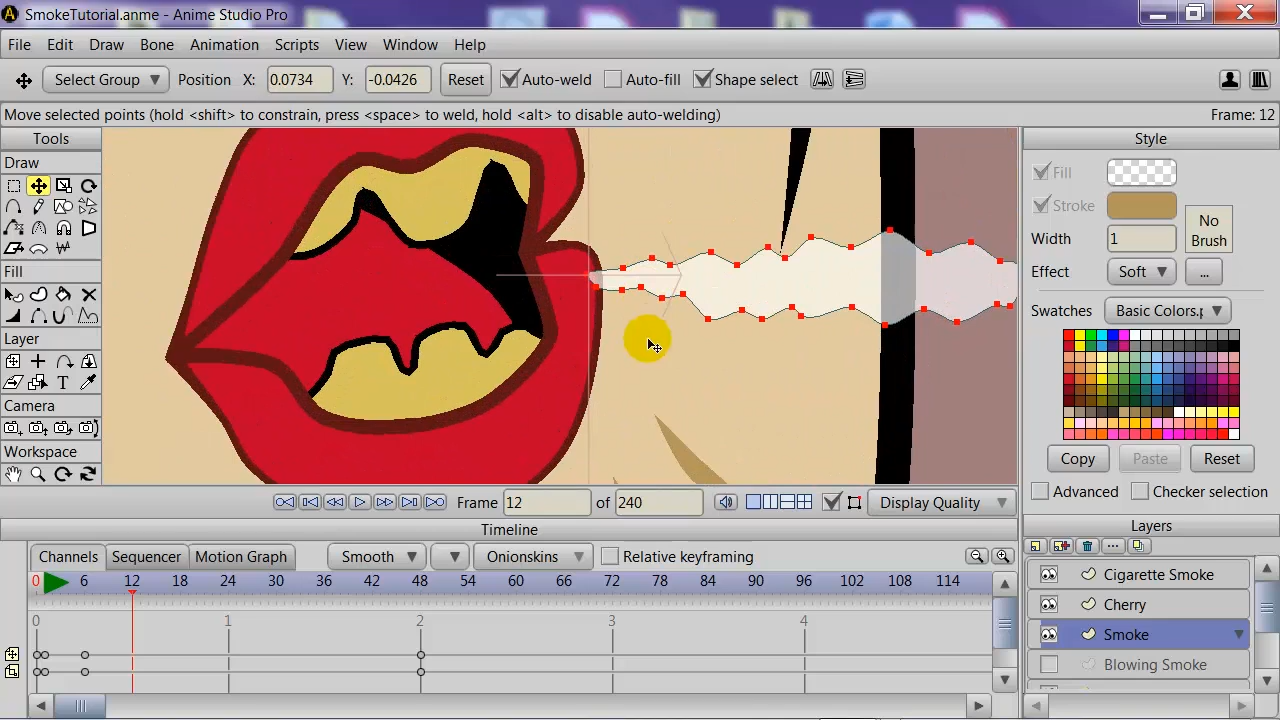 SmokeTutorial.anme - Anime Studio Pro
File Edit Draw Bone Animation Scripts View Window Help
Select Group Position X: 0.0734 Y: -0.0426 Reset Auto-weld Auto-fill Shape select
Move selected points (hold <shift> to constrain, press <space> to weld, hold <alt> to disable auto-welding) Frame: 12
Tools
Draw
Fill
Layer
Camera
Workspace
Style
Fill
Stroke
No Brush
Width 1
Effect Soft ...
Swatches Basic Colors.
Copy Paste Reset
Advanced Checker selection
Frame 12 of 240 Display Quality
Timeline
Channels Sequencer Motion Graph Smooth Onionskins Relative keyframing
0 6 12 18 24 30 36 42 48 54 60 66 72 78 84 90 96 102 108 114
0 1 2 3 4
Layers
Cigarette Smoke
Cherry
Smoke
Blowing Smoke